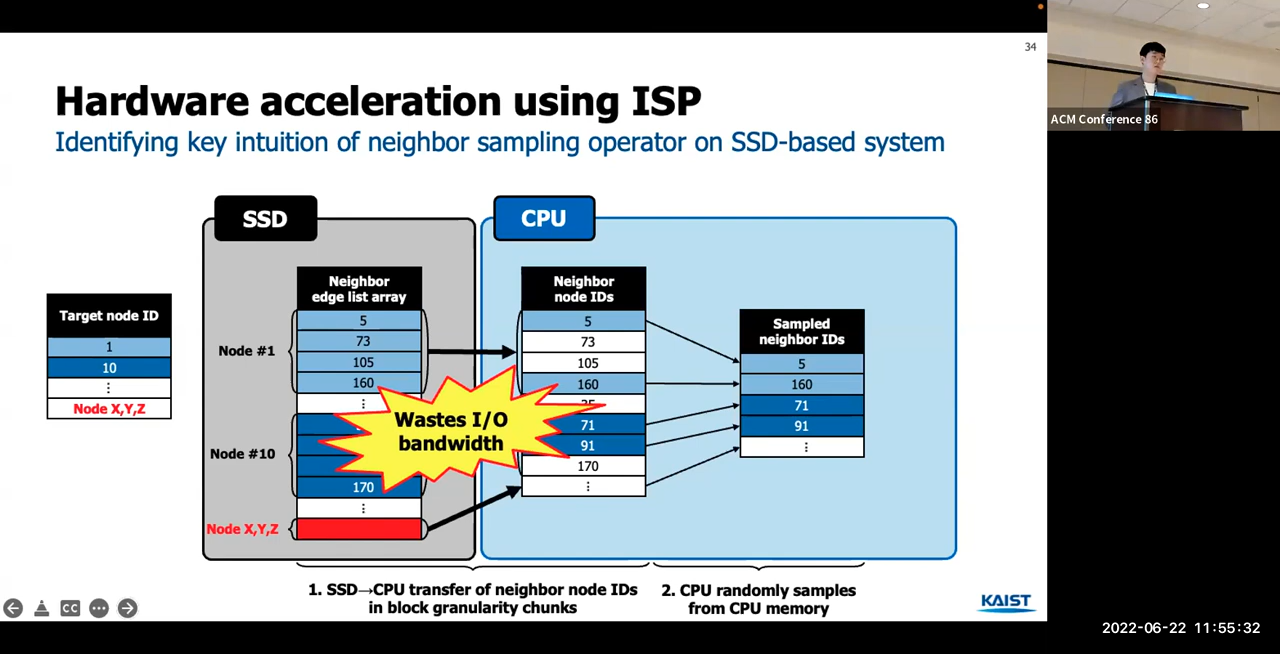 34
Hardware acceleration using ISP
Identifying key intuition of neighbor sampling operator on SSD-based system
ACM Conference 86
Target node ID
1
10
⋮
Node X,Y,Z
SSD
Neighbor
edge list array
Node #1
5
73
105
160
⋮
Node #10
170
⋮
Node X,Y,Z
Wastes I/O
bandwidth
CPU
Neighbor
node IDs
5
73
105
160
71
91
170
⋮
Sampled
neighbor IDs
5
160
71
91
⋮
1. SSD→CPU transfer of neighbor node IDs
in block granularity chunks
2. CPU randomly samples
from CPU memory
CC
KAIST
2022-06-22 11:55:32